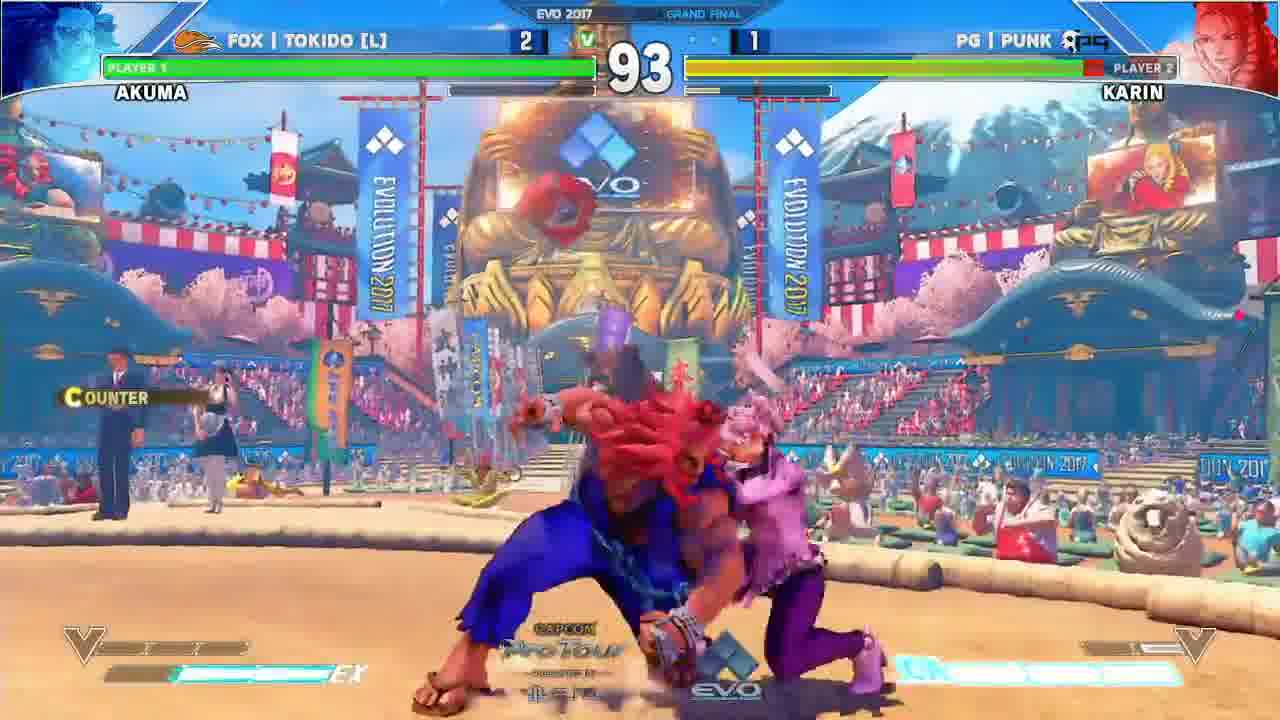 EVO 2017 GRAND FINAL
FOX | TOKIDO [L] 2 V 93 1 PG | PUNK PG
PLAYER 1 PLAYER 2
AKUMA KARIN
EVO
EVOLUTION 2017 EVOLUTION 2017
COUNTER
CAPCOM
Pro Tour
EVO
V EX V